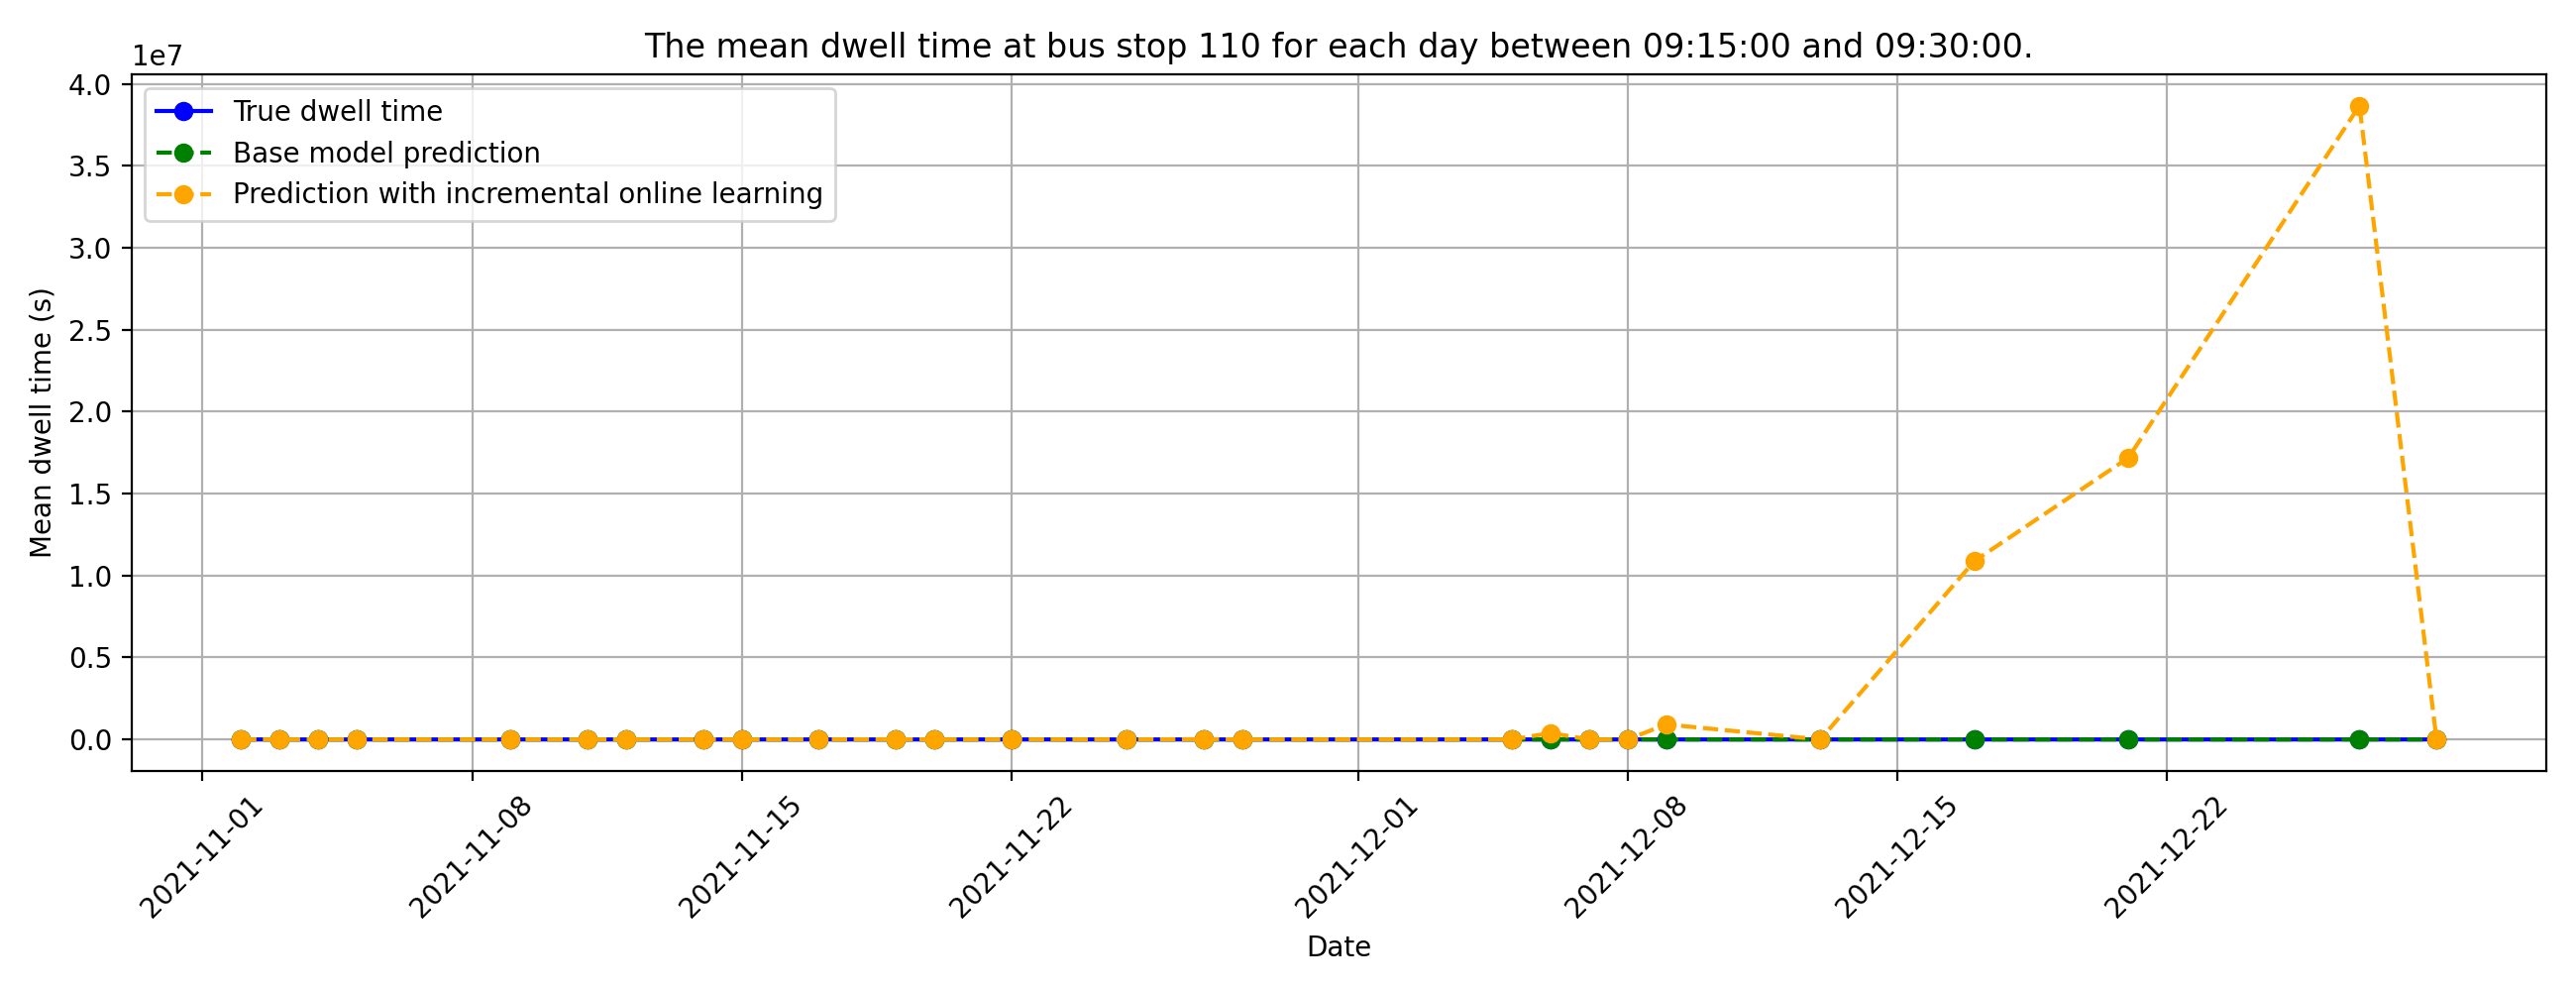 The mean dwell time at bus stop 110 for each day between 09:15:00 and 09:30:00.
1e7
4.0
3.5
3.0
2.5
2.0
1.5
1.0
0.5
0.0
Mean dwell time (s)
True dwell time
Base model prediction
Prediction with incremental online learning
2021-11-01
2021-11-08
2021-11-15
2021-11-22
2021-12-01
2021-12-08
2021-12-15
2021-12-22
Date